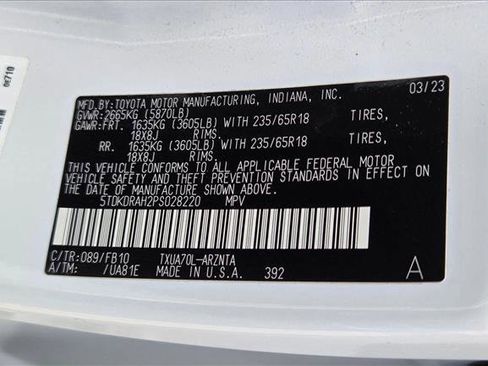 MFD.BY:TOYOTA MOTOR MANUFACTURING, INDIANA, INC. 03/23
GVWR:2665KG (5870LB)
GAWR:FRT. 1635KG (3605LB) WITH 235/65R18 TIRES,
18X8J RIMS.
RR. 1635KG (3605LB) WITH 235/65R18 TIRES,
18X8J RIMS.
THIS VEHICLE CONFORMS TO ALL APPLICABLE FEDERAL MOTOR
VEHICLE SAFETY AND THEFT PREVENTION STANDARDS IN EFFECT
ON THE DATE OF MANUFACTURE SHOWN ABOVE.
5TDKDRAH2PS028220 MPV
C/TR:089/FB10 TXUA70L-ARZNTA
A/TM: /UA81E MADE IN U.S.A. 392 A